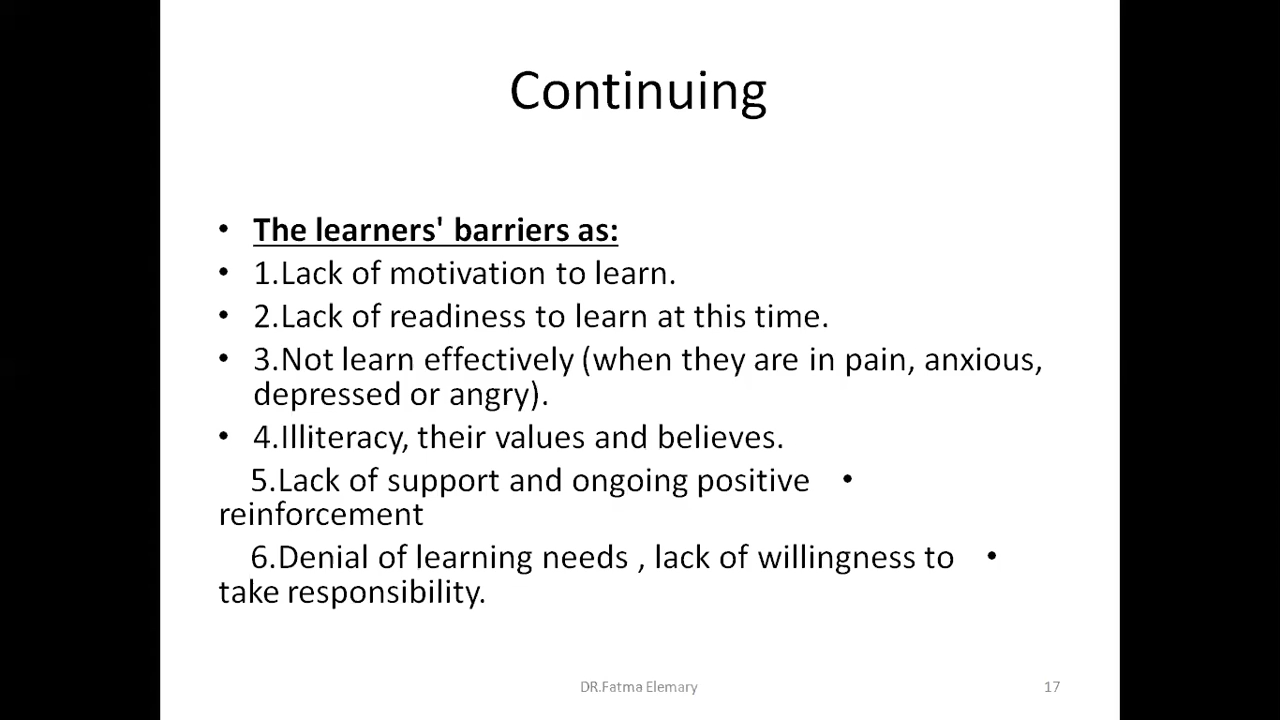 Continuing
• The learners' barriers as:
• 1.Lack of motivation to learn.
• 2.Lack of readiness to learn at this time.
• 3.Not learn effectively (when they are in pain, anxious,
depressed or angry).
• 4.Illiteracy, their values and believes.
5.Lack of support and ongoing positive •
reinforcement
6.Denial of learning needs , lack of willingness to •
take responsibility.
DR.Fatma Elemary
17